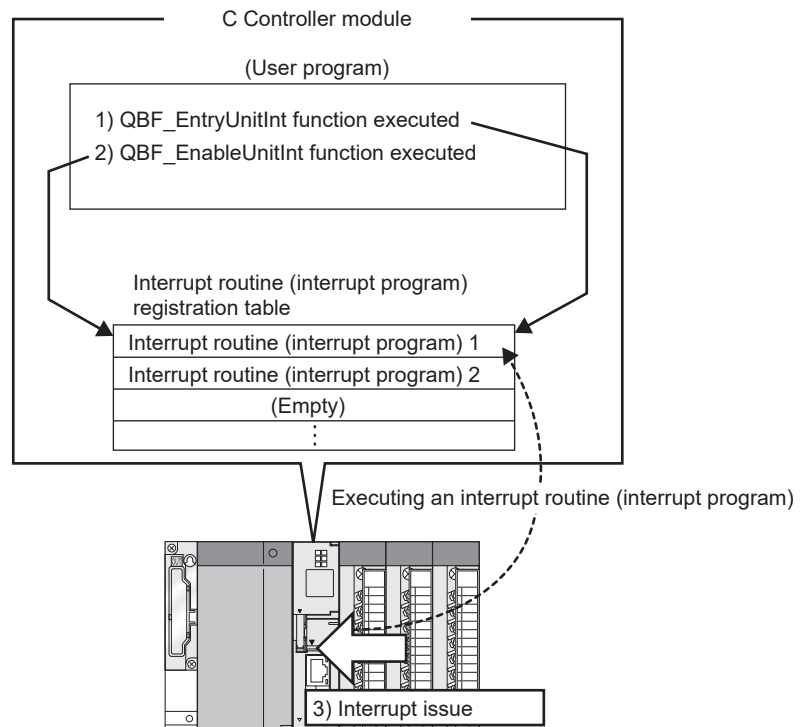 C Controller module
(User program)
1) QBF_EntryUnitInt function executed
2) QBF_EnableUnitInt function executed
Interrupt routine (interrupt program)
registration table
Interrupt routine (interrupt program) 1
Interrupt routine (interrupt program) 2
(Empty)
⋮
Executing an interrupt routine (interrupt program)
3) Interrupt issue